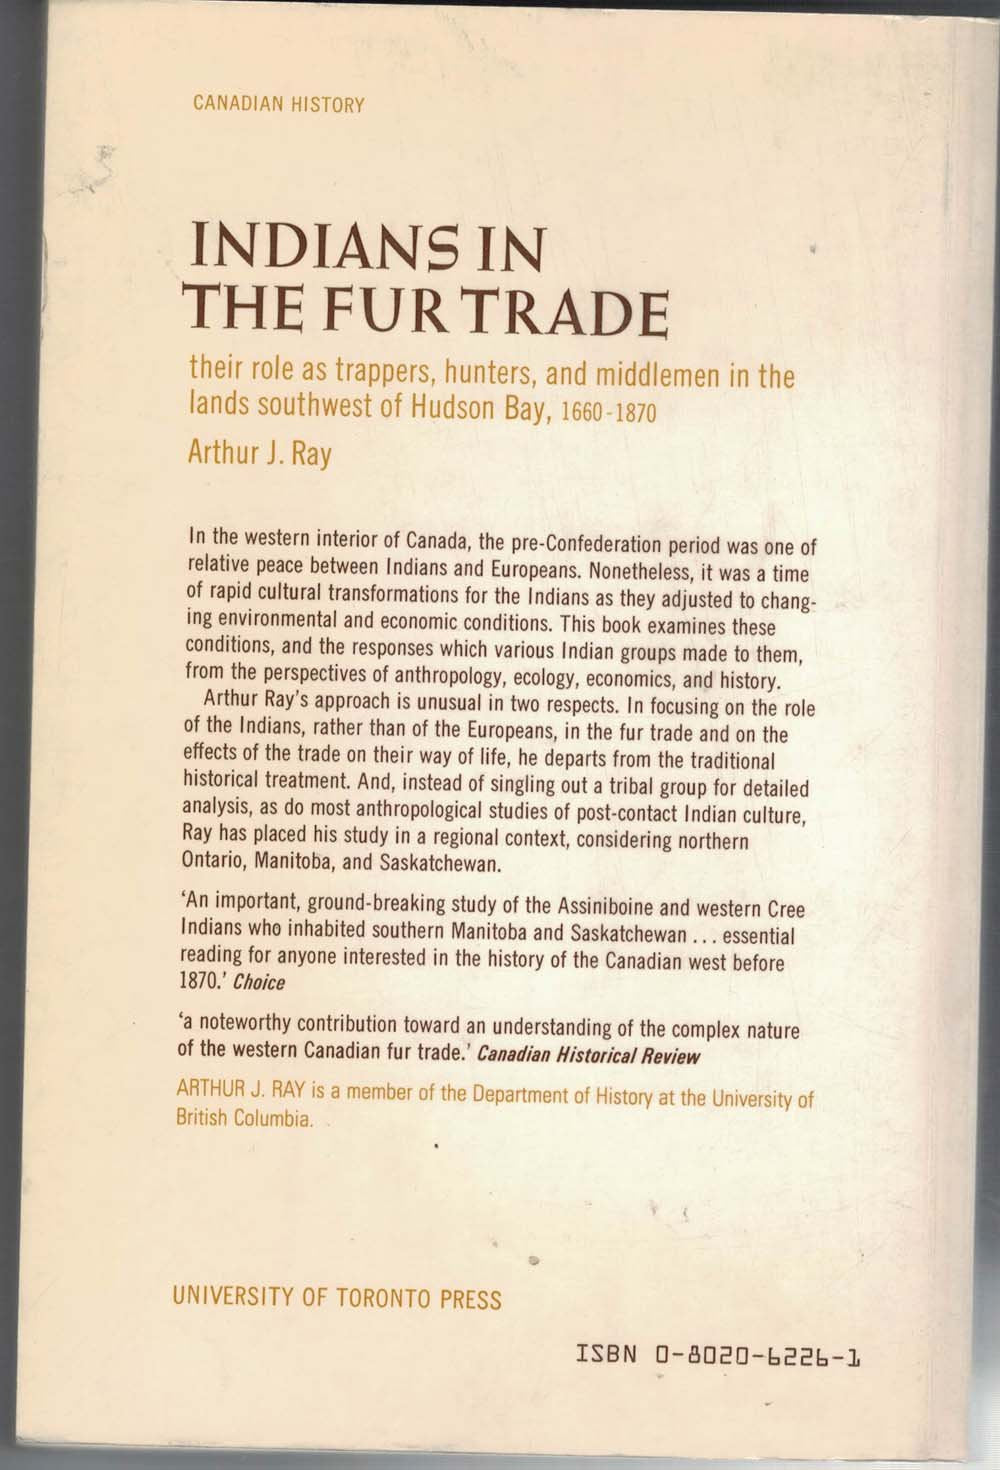 CANADIAN HISTORY
INDIANS IN
THE FUR TRADE
their role as trappers, hunters, and middlemen in the
lands southwest of Hudson Bay, 1660-1870
Arthur J. Ray
In the western interior of Canada, the pre-Confederation period was one of
relative peace between Indians and Europeans. Nonetheless, it was a time
of rapid cultural transformations for the Indians as they adjusted to chang-
ing environmental and economic conditions. This book examines these
conditions, and the responses which various Indian groups made to them,
from the perspectives of anthropology, ecology, economics, and history.
Arthur Ray's approach is unusual in two respects. In focusing on the role
of the Indians, rather than of the Europeans, in the fur trade and on the
effects of the trade on their way of life, he departs from the traditional
historical treatment. And, instead of singling out a tribal group for detailed
analysis, as do most anthropological studies of post-contact Indian culture,
Ray has placed his study in a regional context, considering northern
Ontario, Manitoba, and Saskatchewan.
'An important, ground-breaking study of the Assiniboine and western Cree
Indians who inhabited southern Manitoba and Saskatchewan ... essential
reading for anyone interested in the history of the Canadian west before
1870.' Choice
'a noteworthy contribution toward an understanding of the complex nature
of the western Canadian fur trade.' Canadian Historical Review
ARTHUR J. RAY is a member of the Department of History at the University of
British Columbia.
UNIVERSITY OF TORONTO PRESS
ISBN 0-8020-6226-1